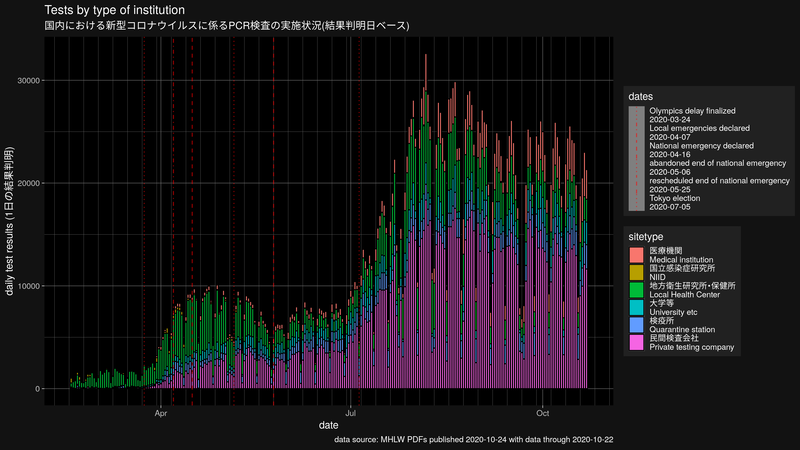 Tests by type of institution
国内における新型コロナウイルスに係るPCR検査の実施状況(結果判明日ベース)
daily test results (1日の結果判明)
30000
20000
10000
0
Apr
Jul
Oct
date
data source: MHLW PDFs published 2020-10-24 with data through 2020-10-22
dates
Olympics delay finalized
2020-03-24
Local emergencies declared
2020-04-07
National emergency declared
2020-04-16
abandoned end of national emergency
2020-05-06
rescheduled end of national emergency
2020-05-25
Tokyo election
2020-07-05
sitetype
医療機関
Medical institution
国立感染症研究所
NIID
地方衛生研究所・保健所
Local Health Center
大学等
University etc
検疫所
Quarantine station
民間検査会社
Private testing company